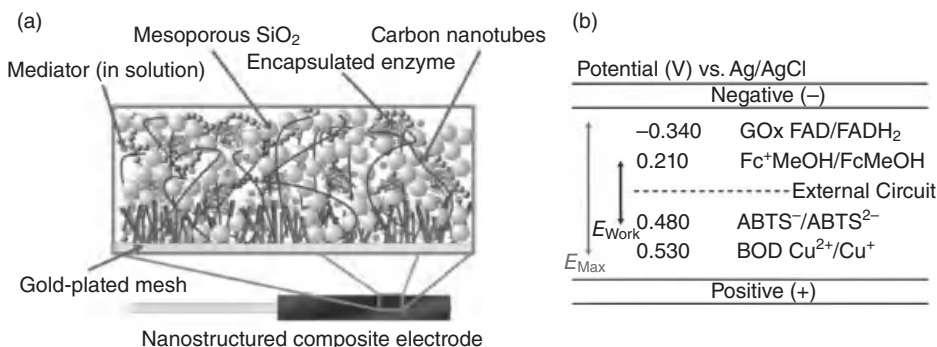 (a)
Mesoporous SiO₂
Carbon nanotubes
Mediator (in solution)
Encapsulated enzyme
Gold-plated mesh
Nanostructured composite electrode
(b)
Potential (V) vs. Ag/AgCl
Negative (–)
–0.340 GOx FAD/FADH₂
0.210 Fc⁺MeOH/FcMeOH
External Circuit
0.480 ABTS⁻/ABTS²⁻
E_Work
0.530 BOD Cu²⁺/Cu⁺
E_Max
Positive (+)